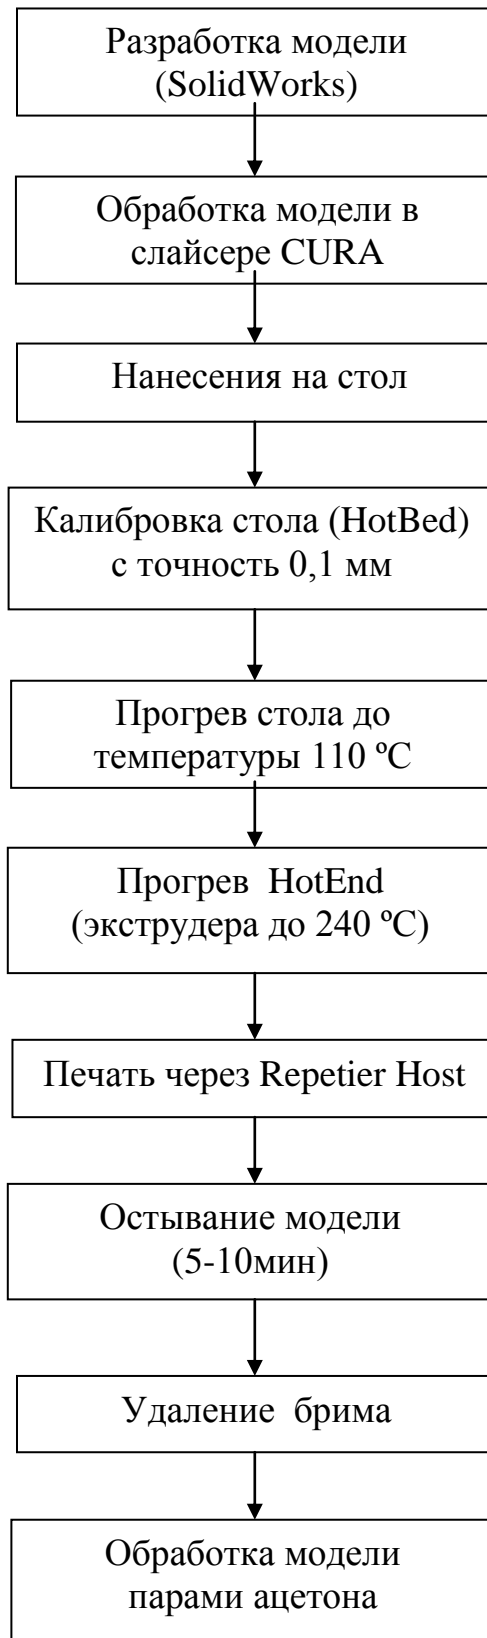 Разработка модели
(SolidWorks)
Обработка модели в
слайсере CURA
Нанесения на стол
Калибровка стола (HotBed)
с точность 0,1 мм
Прогрев стола до
температуры 110 ºС
Прогрев HotEnd
(экструдера до 240 ºС)
Печать через Repetier Host
Остывание модели
(5-10мин)
Удаление брима
Обработка модели
парами ацетона